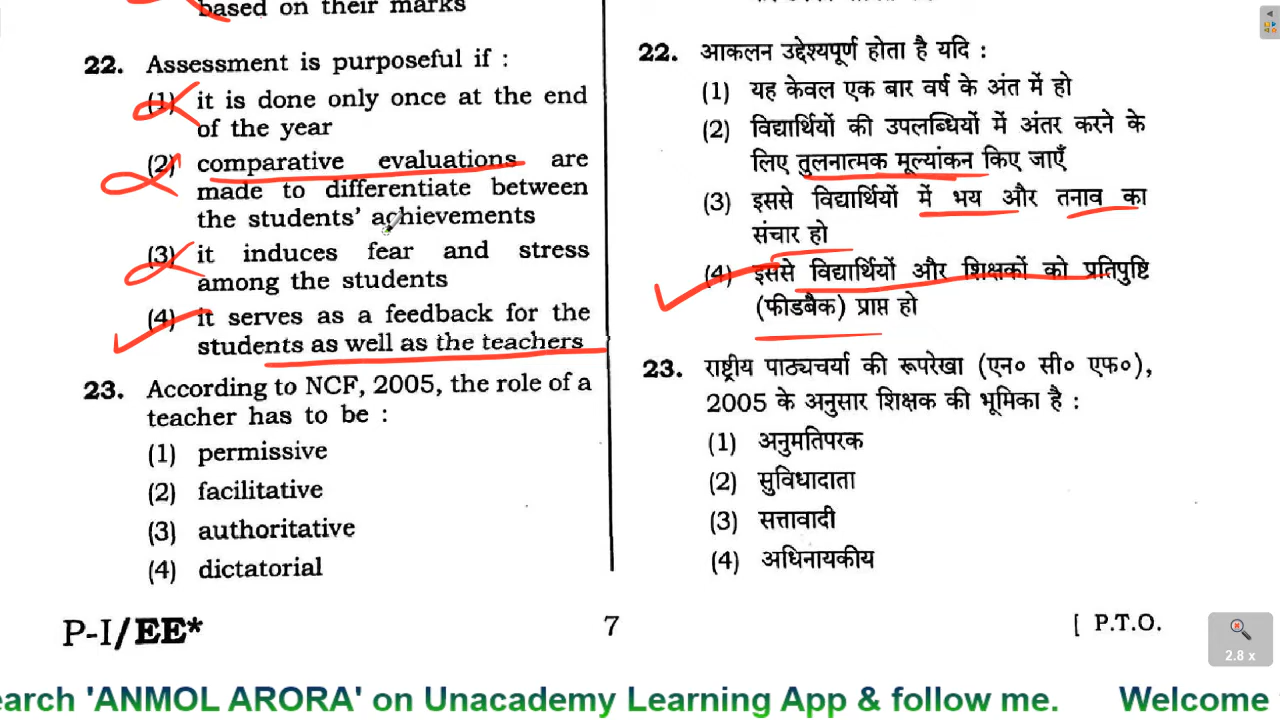 based on their marks
22. Assessment is purposeful if :
(1) it is done only once at the end
of the year
(2) comparative evaluations are
made to differentiate between
the students' achievements
(3) it induces fear and stress
among the students
(4) it serves as a feedback for the
students as well as the teachers
23. According to NCF, 2005, the role of a
teacher has to be :
(1) permissive
(2) facilitative
(3) authoritative
(4) dictatorial
22. आकलन उद्देश्यपूर्ण होता है यदि :
(1) यह केवल एक बार वर्ष के अंत में हो
(2) विद्यार्थियों की उपलब्धियों में अंतर करने के
लिए तुलनात्मक मूल्यांकन किए जाएँ
(3) इससे विद्यार्थियों में भय और तनाव का
संचार हो
(4) इससे विद्यार्थियों और शिक्षकों को प्रतिपुष्टि
(फीडबैक) प्राप्त हो
23. राष्ट्रीय पाठ्यचर्या की रूपरेखा (एन० सी० एफ०),
2005 के अनुसार शिक्षक की भूमिका है :
(1) अनुमतिपरक
(2) सुविधादाता
(3) सत्तावादी
(4) अधिनायकीय
P-I/EE*
7
[ P.T.O.
2.8 x
earch 'ANMOL ARORA' on Unacademy Learning App & follow me. Welcome